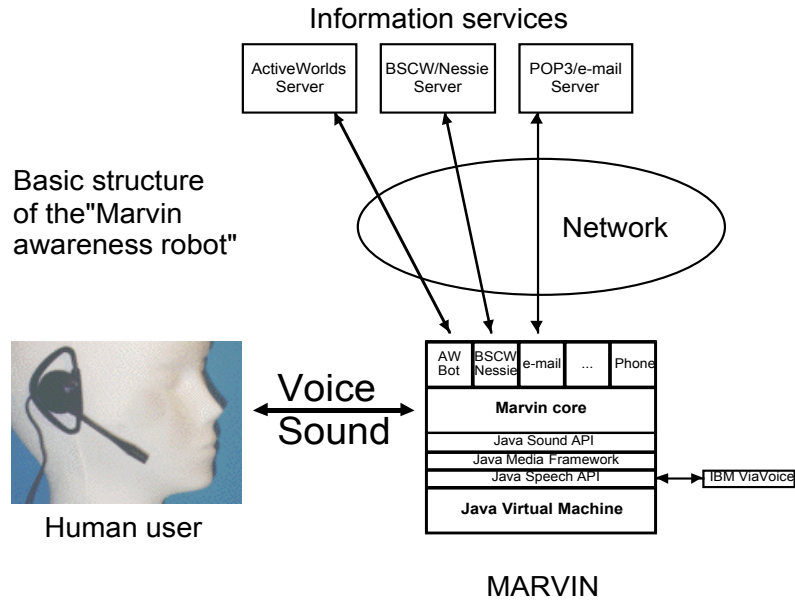 Information services
ActiveWorlds
Server
BSCW/Nessie
Server
POP3/e-mail
Server
Basic structure
of the"Marvin
awareness robot"
Network
AW
Bot
BSCW
Nessie
e-mail
...
Phone
Marvin core
Java Sound API
Java Media Framework
Java Speech API
IBM ViaVoice
Java Virtual Machine
Voice
Sound
Human user
MARVIN